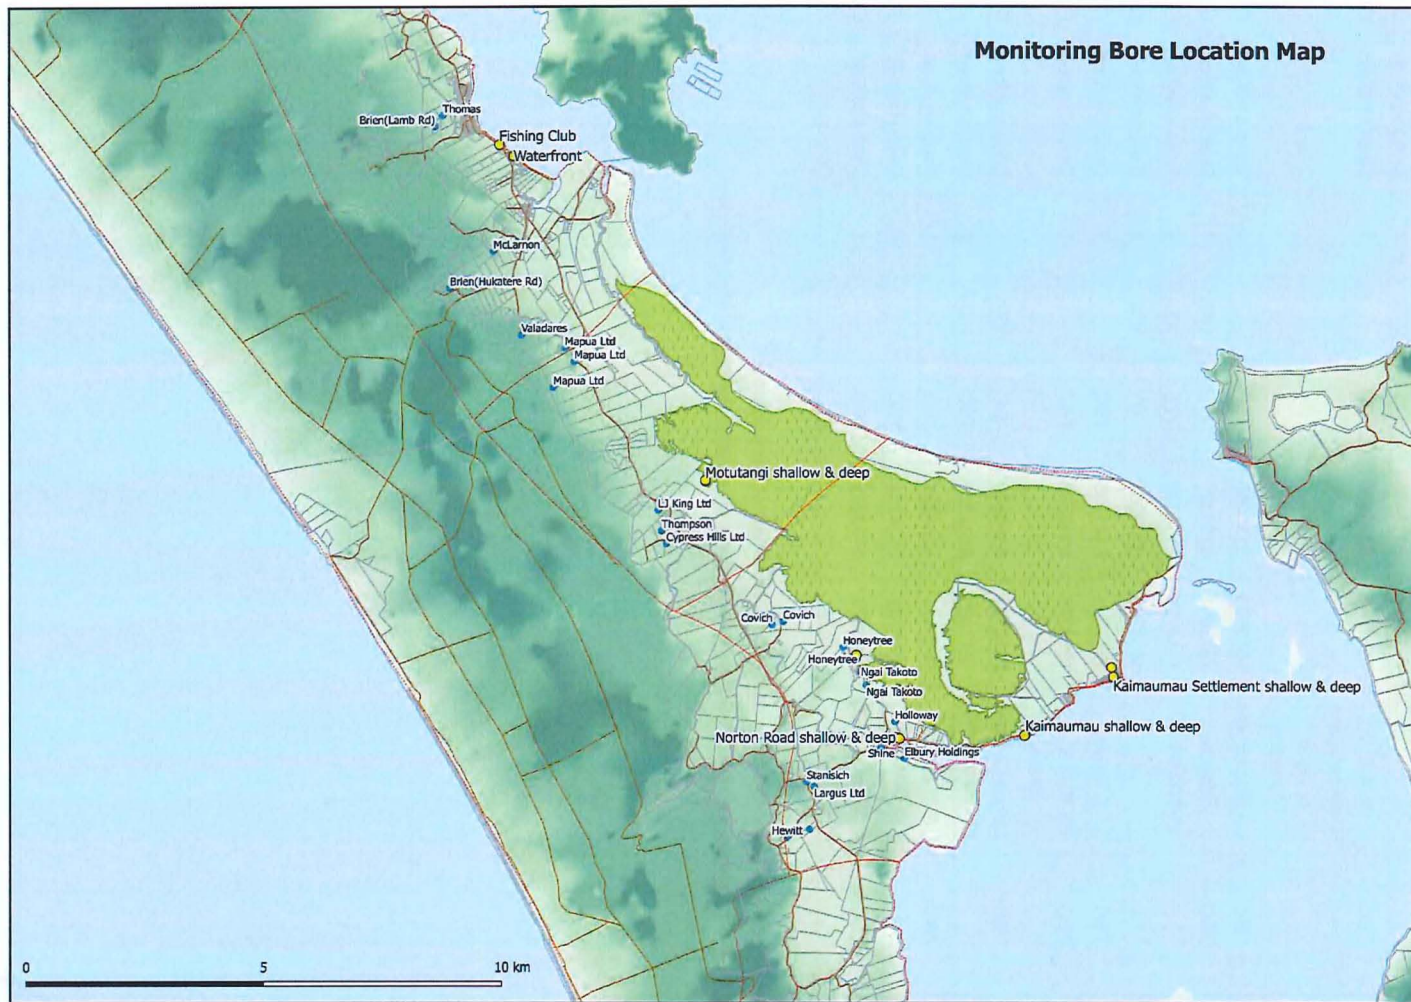 Monitoring Bore Location Map
Thomas
Brien(Lamb Rd)
Fishing Club
Waterfront
McLarnon
Brien(Hukatere Rd)
Valadares
Mapua Ltd
Mapua Ltd
Mapua Ltd
Motutangi shallow & deep
LJ King Ltd
Thompson
Cypress Hills Ltd
Covich
Covich
Honeytree
Honeytree
Ngai Takoto
Ngai Takoto
Kaimaumau Settlement shallow & deep
Holloway
Kaimaumau shallow & deep
Norton Road shallow & deep
Shine
Elbury Holdings
Stanisich
Largus Ltd
Hewitt
0 5 10 km